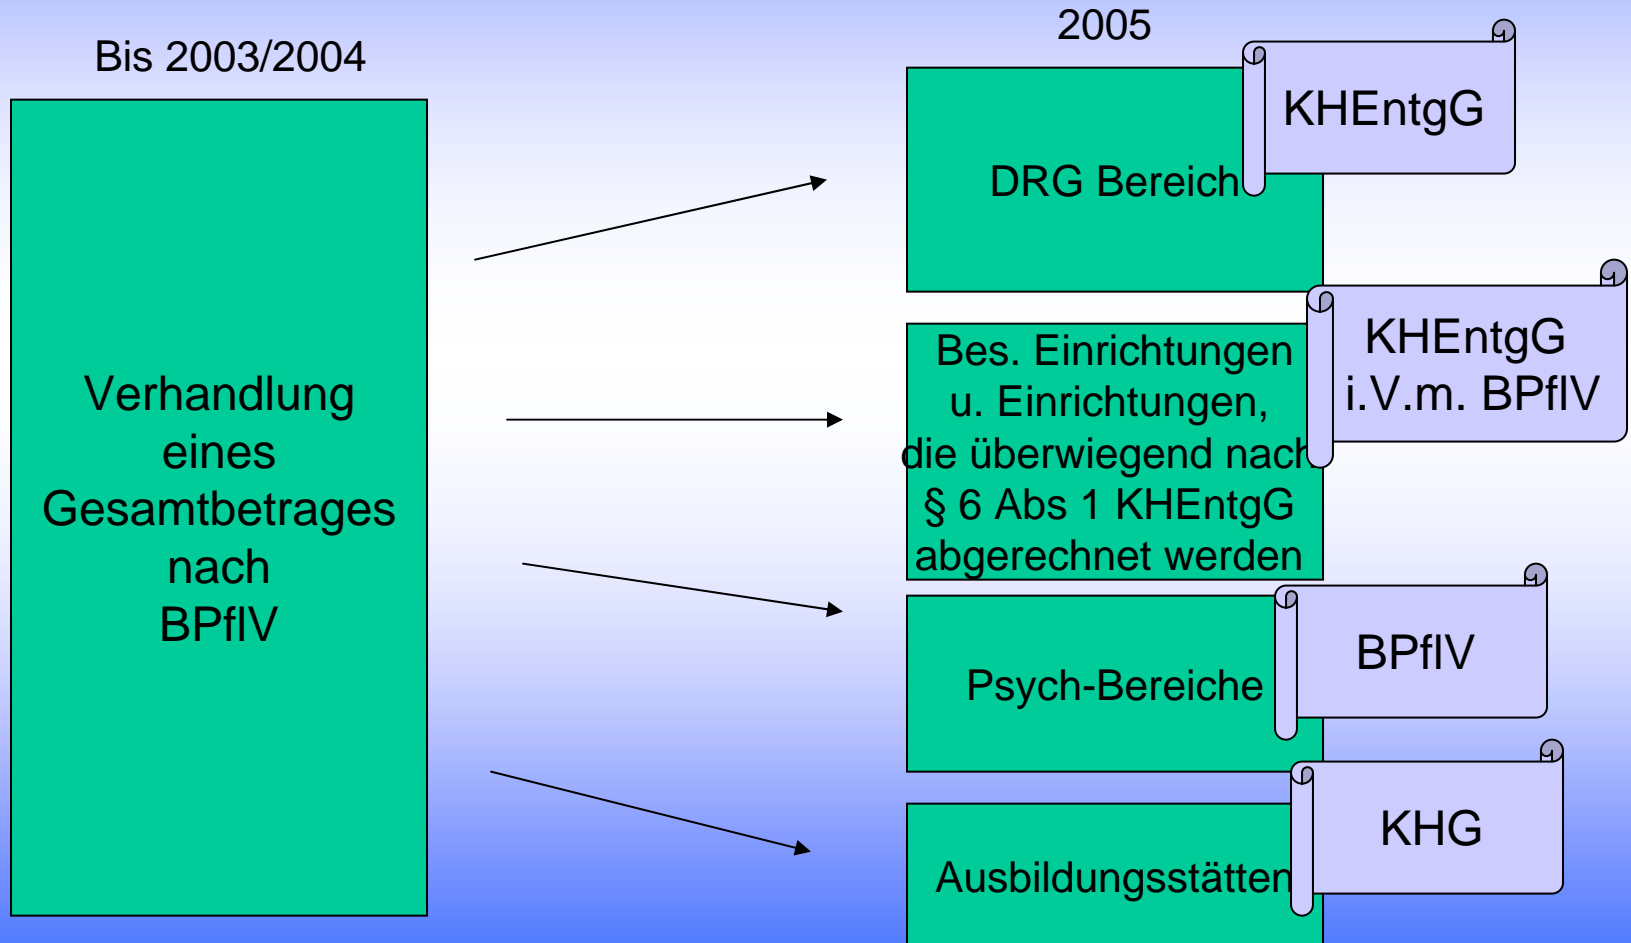 Bis 2003/2004
Verhandlung
eines
Gesamtbetrages
nach
BPflV
2005
DRG Bereich
KHEntgG
Bes. Einrichtungen
u. Einrichtungen,
die überwiegend nach
§ 6 Abs 1 KHEntgG
abgerechnet werden
KHEntgG
i.V.m. BPflV
Psych-Bereiche
BPflV
Ausbildungsstätten
KHG